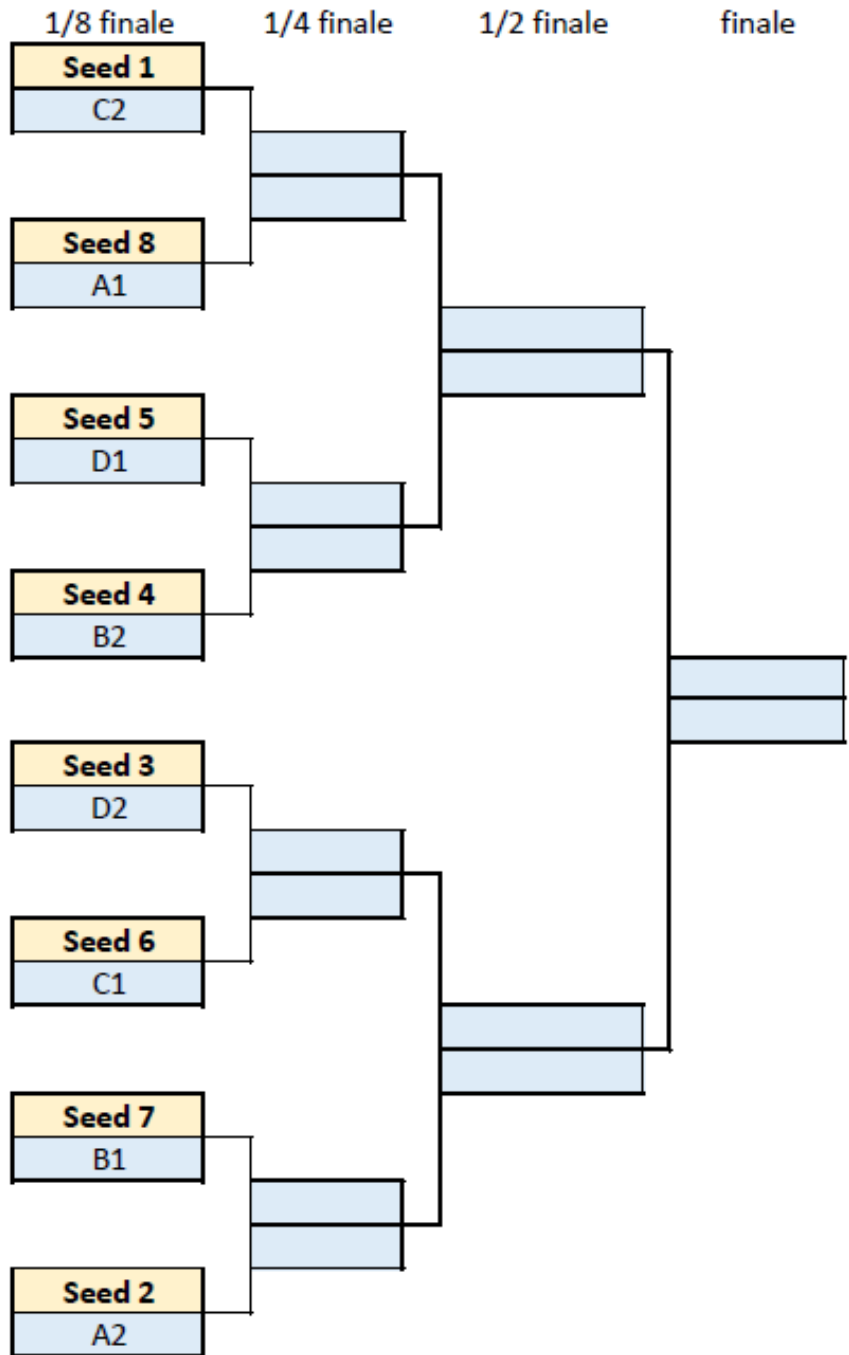 1/8 finale 1/4 finale 1/2 finale finale
Seed 1
C2
Seed 8
A1
Seed 5
D1
Seed 4
B2
Seed 3
D2
Seed 6
C1
Seed 7
B1
Seed 2
A2